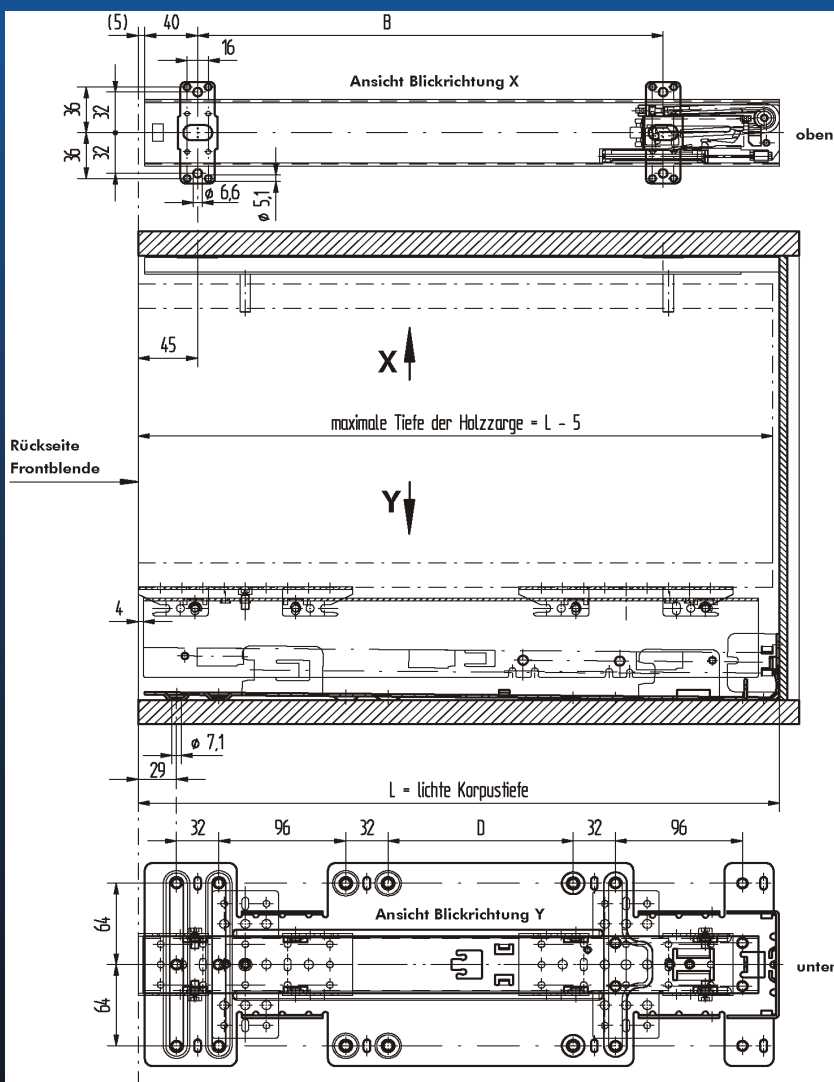 (5) 40 B
16
Ansicht Blickrichtung X
36 32
36 32
oben
ø 6,6
ø 5,1
45
X
maximale Tiefe der Holzzarge = L - 5
Rückseite
Frontblende
Y
4
ø 7,1
29
L = lichte Korpustiefe
32 96 32 D 32 96
Ansicht Blickrichtung Y
64
64
unten